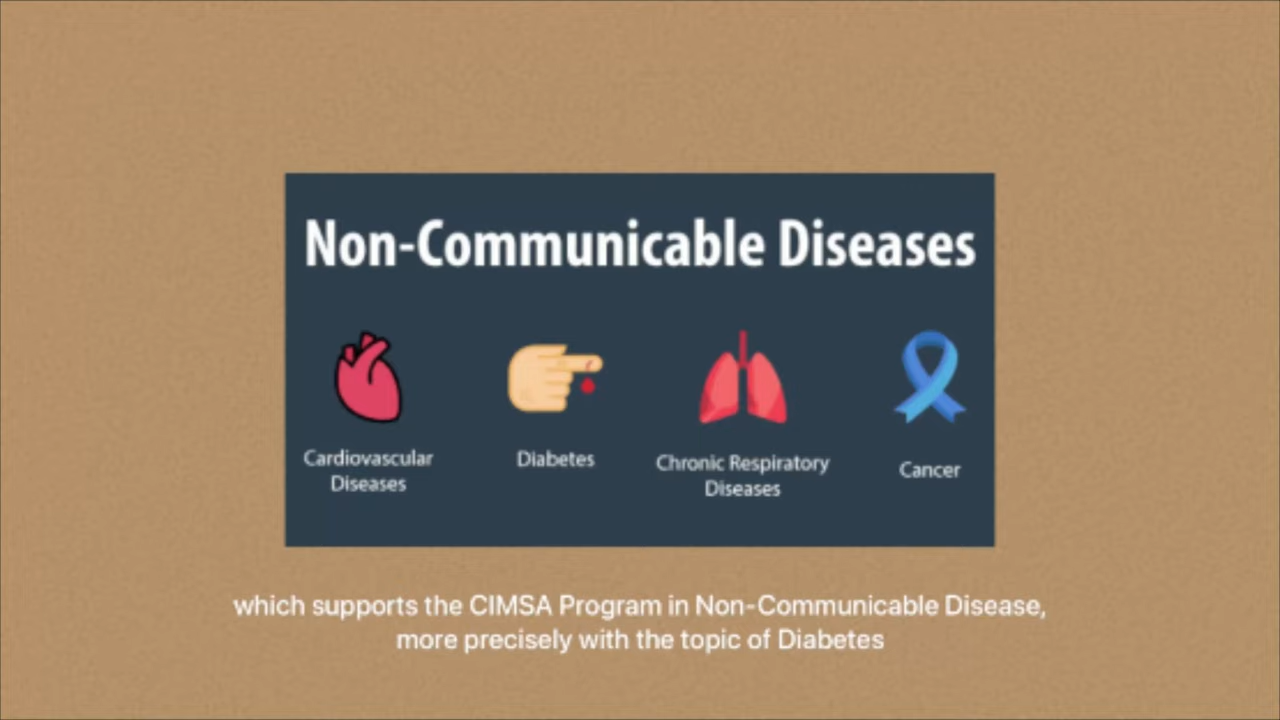 Non-Communicable Diseases
Cardiovascular
Diseases
Diabetes
Chronic Respiratory
Diseases
Cancer
which supports the CIMSA Program in Non-Communicable Disease,
more precisely with the topic of Diabetes